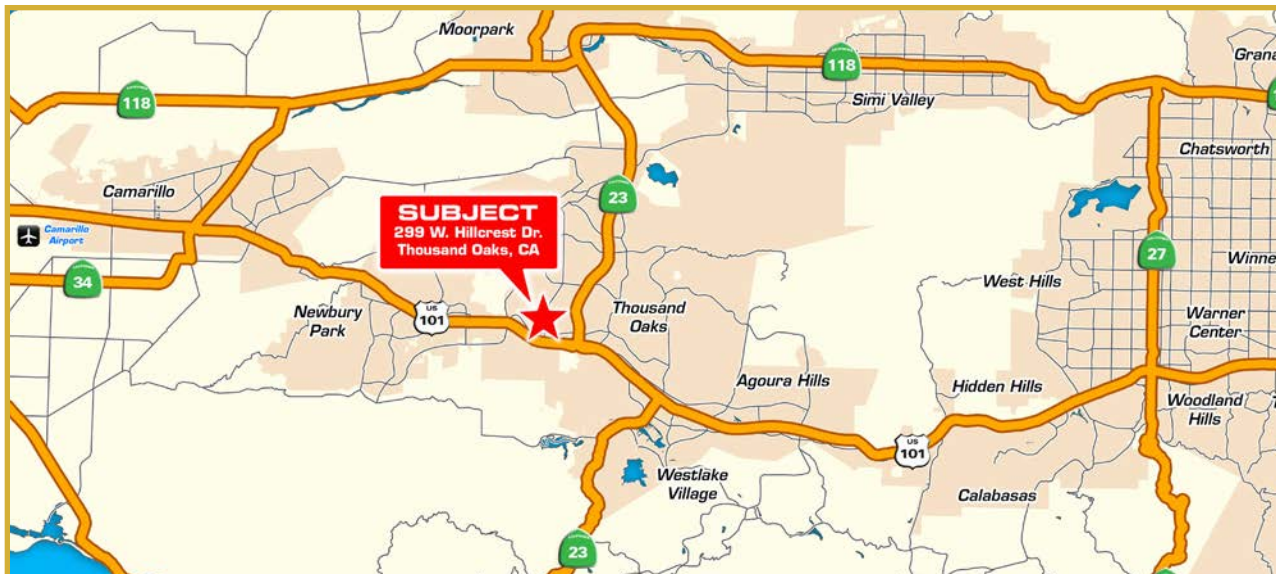 Moorpark
118
Simi Valley
Grana
118
Chatsworth
Camarillo
23
SUBJECT
299 W. Hillcrest Dr.
Thousand Oaks, CA
Camarillo
Airport
34
27
Winne
West Hills
Newbury
Park
US
101
Thousand
Oaks
Warner
Center
Agoura Hills
Hidden Hills
Woodland
Hills
US
101
Westlake
Village
Calabasas
23